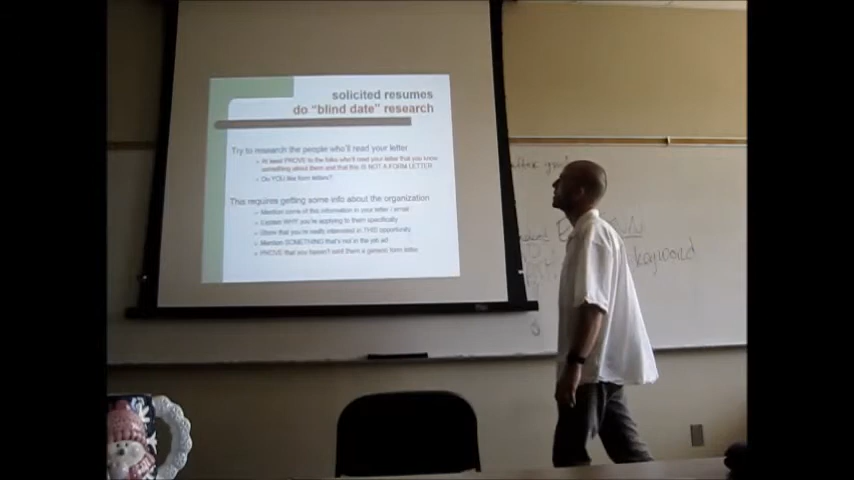 solicited resumes
do "blind date" research
Try to research the people who'll read your letter
At least PROVE to the folks who'll read your letter that you know
something about them and that this IS NOT A FORM LETTER
Do YOU like form letters?
This requires getting some info about the organization
Mention some of this information in your letter / email
Explain WHY you're applying to them specifically
Show that you're really interested in THIS opportunity
Mention SOMETHING that's not in the job ad
PROVE that you haven't sent them a general form letter
keyword